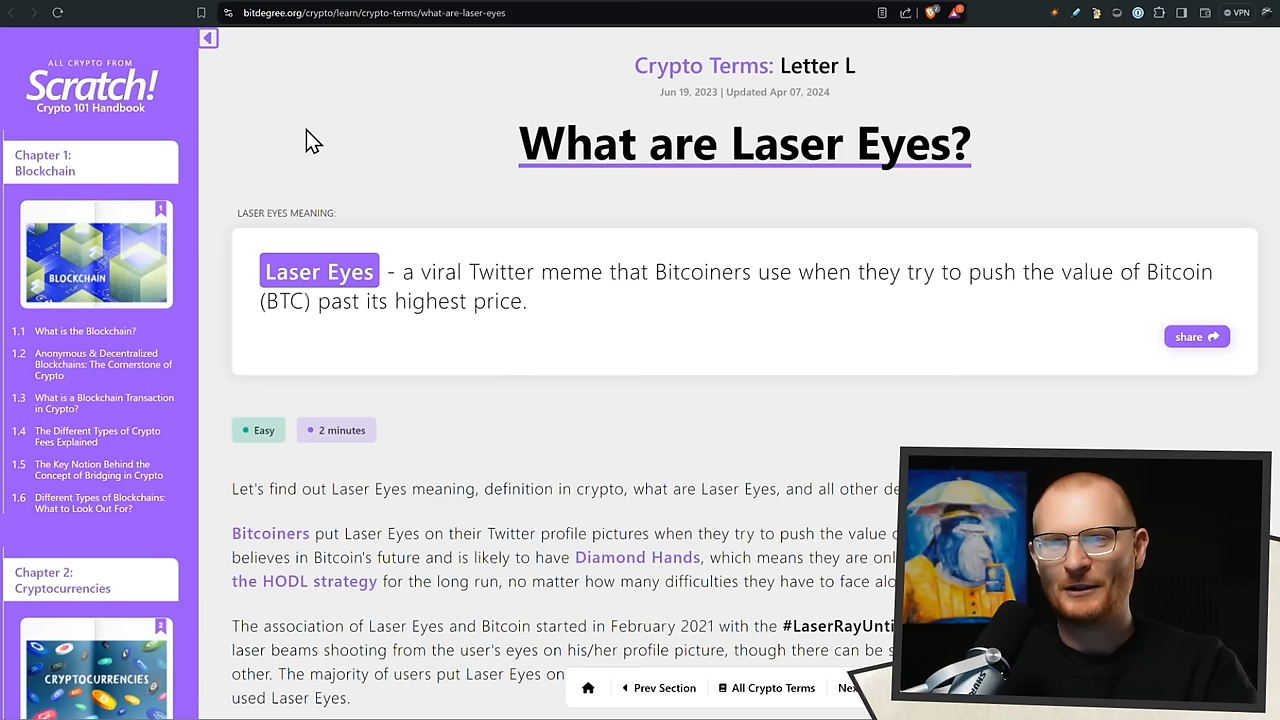 bitdegree.org/crypto/learn/crypto-terms/what-are-laser-eyes
VPN
ALL CRYPTO FROM
Scratch!
Crypto 101 Handbook
Chapter 1:
Blockchain
1
BLOCKCHAIN
1.1 What is the Blockchain?
1.2 Anonymous & Decentralized
Blockchains: The Cornerstone of
Crypto
1.3 What is a Blockchain Transaction
in Crypto?
1.4 The Different Types of Crypto
Fees Explained
1.5 The Key Notion Behind the
Concept of Bridging in Crypto
1.6 Different Types of Blockchains:
What to Look Out For?
Chapter 2:
Cryptocurrencies
2
CRYPTOCURRENCIES
Crypto Terms: Letter L
Jun 19, 2023 | Updated Apr 07, 2024
What are Laser Eyes?
LASER EYES MEANING:
Laser Eyes - a viral Twitter meme that Bitcoiners use when they try to push the value of Bitcoin
(BTC) past its highest price.
share
Easy
2 minutes
Let's find out Laser Eyes meaning, definition in crypto, what are Laser Eyes, and all other de
Bitcoiners put Laser Eyes on their Twitter profile pictures when they try to push the value o
believes in Bitcoin's future and is likely to have Diamond Hands, which means they are onl
the HODL strategy for the long run, no matter how many difficulties they have to face alo
The association of Laser Eyes and Bitcoin started in February 2021 with the #LaserRayUnti
laser beams shooting from the user's eyes on his/her profile picture, though there can be s
other. The majority of users put Laser Eyes on
used Laser Eyes.
Prev Section
All Crypto Terms
Nex
SHURE